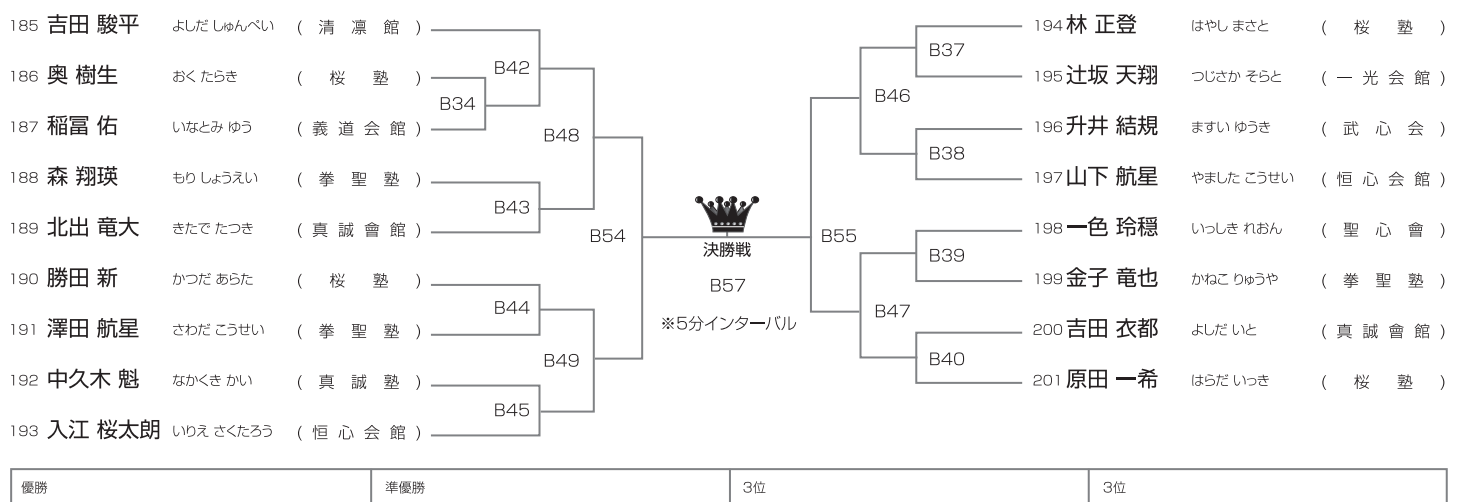 185 吉田 駿平 よしだ しゅんぺい ( 清 凛 館 )
186 奥 樹生 おく たらき ( 桜 塾 )
187 稲冨 佑 いなとみ ゆう ( 義 道 会 館 )
188 森 翔瑛 もり しょうえい ( 拳 聖 塾 )
189 北出 竜大 きたで たつき ( 真 誠 會 館 )
190 勝田 新 かつだ あらた ( 桜 塾 )
191 澤田 航星 さわだ こうせい ( 拳 聖 塾 )
192 中久木 魁 なかくき かい ( 真 誠 塾 )
193 入江 桜太朗 いりえ さくたろう ( 恒 心 会 館 )
B34
B42
B43
B44
B45
B48
B49
B54
決勝戦
B57
※5分インターバル
B55
B46
B47
B37
B38
B39
B40
194 林 正登 はやし まさと ( 桜 塾 )
195 辻坂 天翔 つじさか そらと ( 一 光 会 館 )
196 升井 結規 ますい ゆうき ( 武 心 会 )
197 山下 航星 やました こうせい ( 恒 心 会 館 )
198 一色 玲穏 いっしき れおん ( 聖 心 會 )
199 金子 竜也 かねこ りゅうや ( 拳 聖 塾 )
200 吉田 衣都 よしだ いと ( 真 誠 會 館 )
201 原田 一希 はらだ いっき ( 桜 塾 )
優勝 準優勝 3位 3位